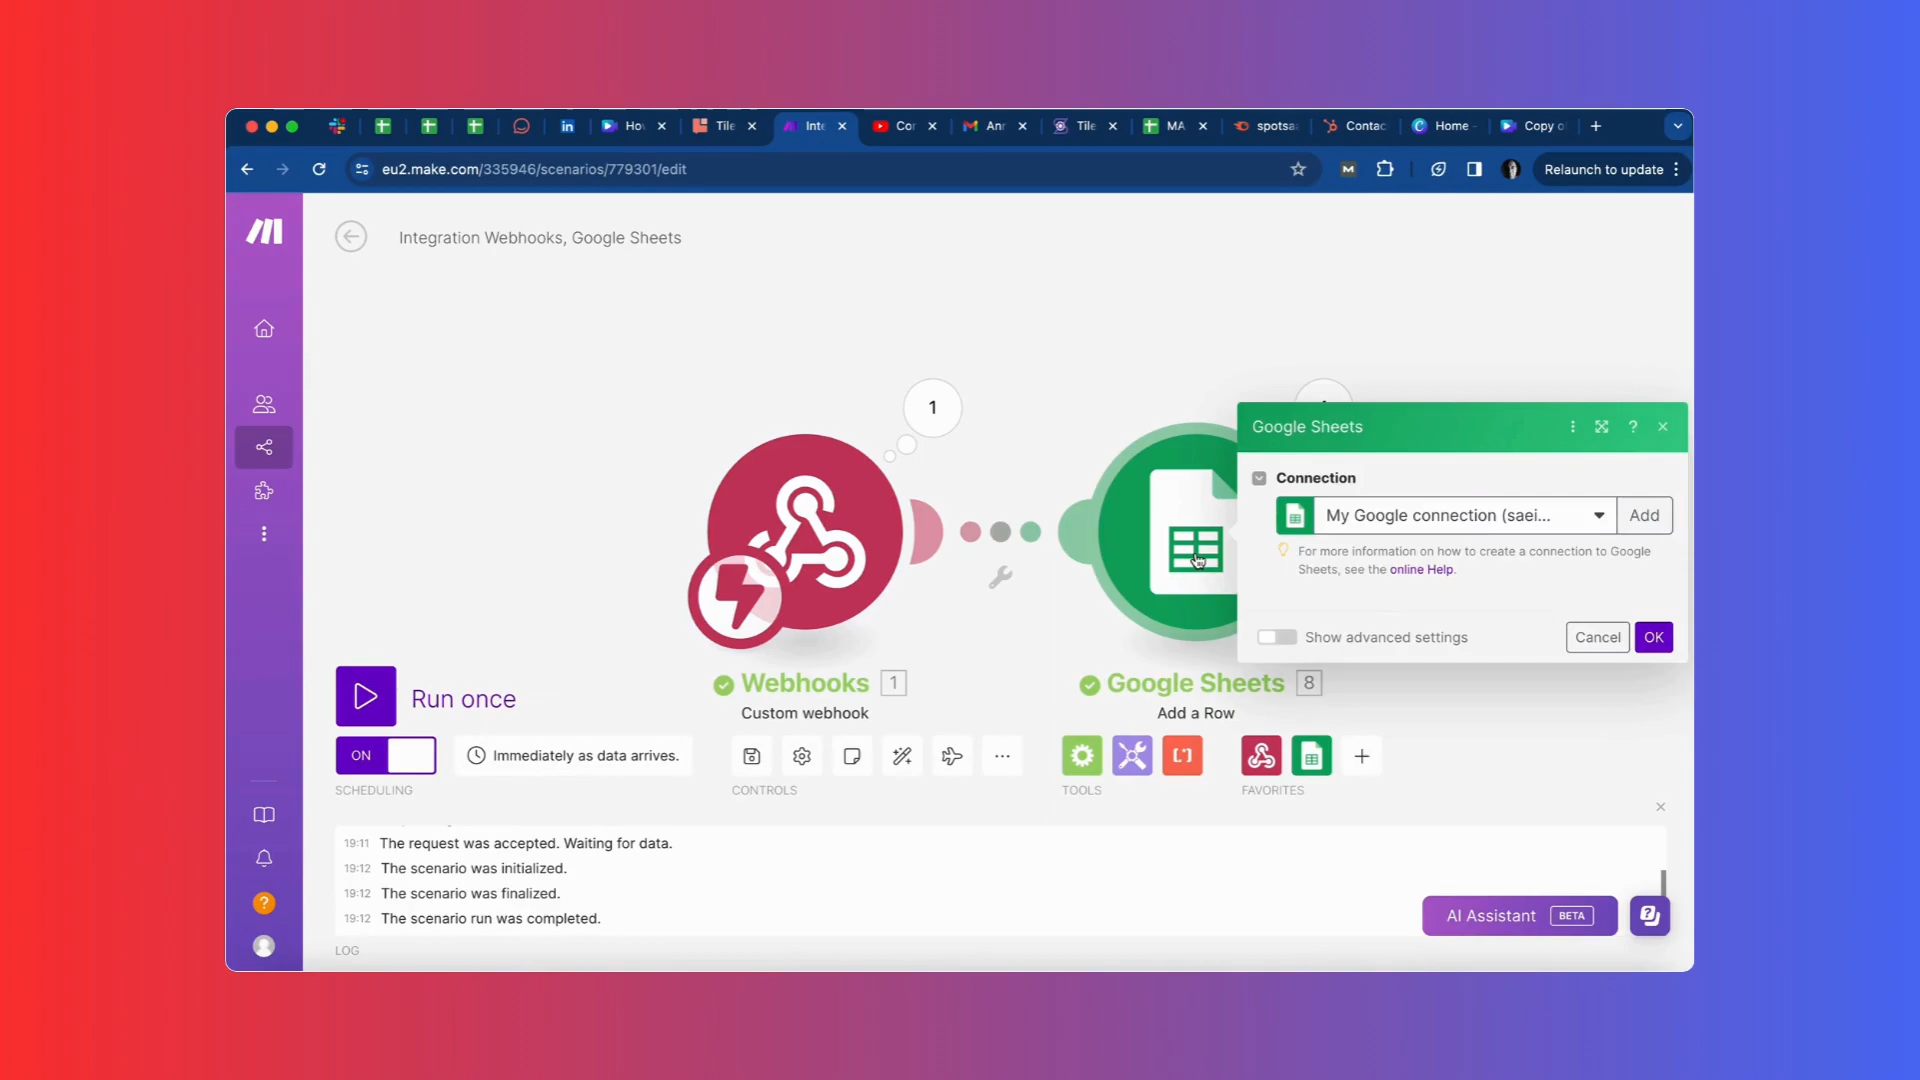 Hov
Tile
Inte
Cor
Ann
Tile
MA
spotsa
Contac
Home -
Copy o
eu2.make.com/335946/scenarios/779301/edit
Relaunch to update
Integration Webhooks, Google Sheets
1
Google Sheets
Connection
My Google connection (saei...
Add
For more information on how to create a connection to Google
Sheets, see the online Help.
Show advanced settings
Cancel
OK
Webhooks 1
Custom webhook
Google Sheets 8
Add a Row
Run once
ON
Immediately as data arrives.
SCHEDULING
CONTROLS
TOOLS
FAVORITES
19:11 The request was accepted. Waiting for data.
19:12 The scenario was initialized.
19:12 The scenario was finalized.
19:12 The scenario run was completed.
AI Assistant BETA
LOG